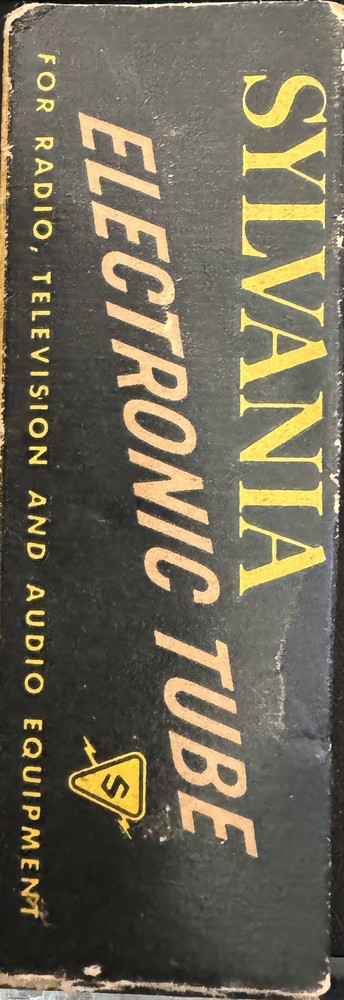 SYLVANIA
ELECTRONIC TUBE
S
FOR RADIO, TELEVISION AND AUDIO EQUIPMENT